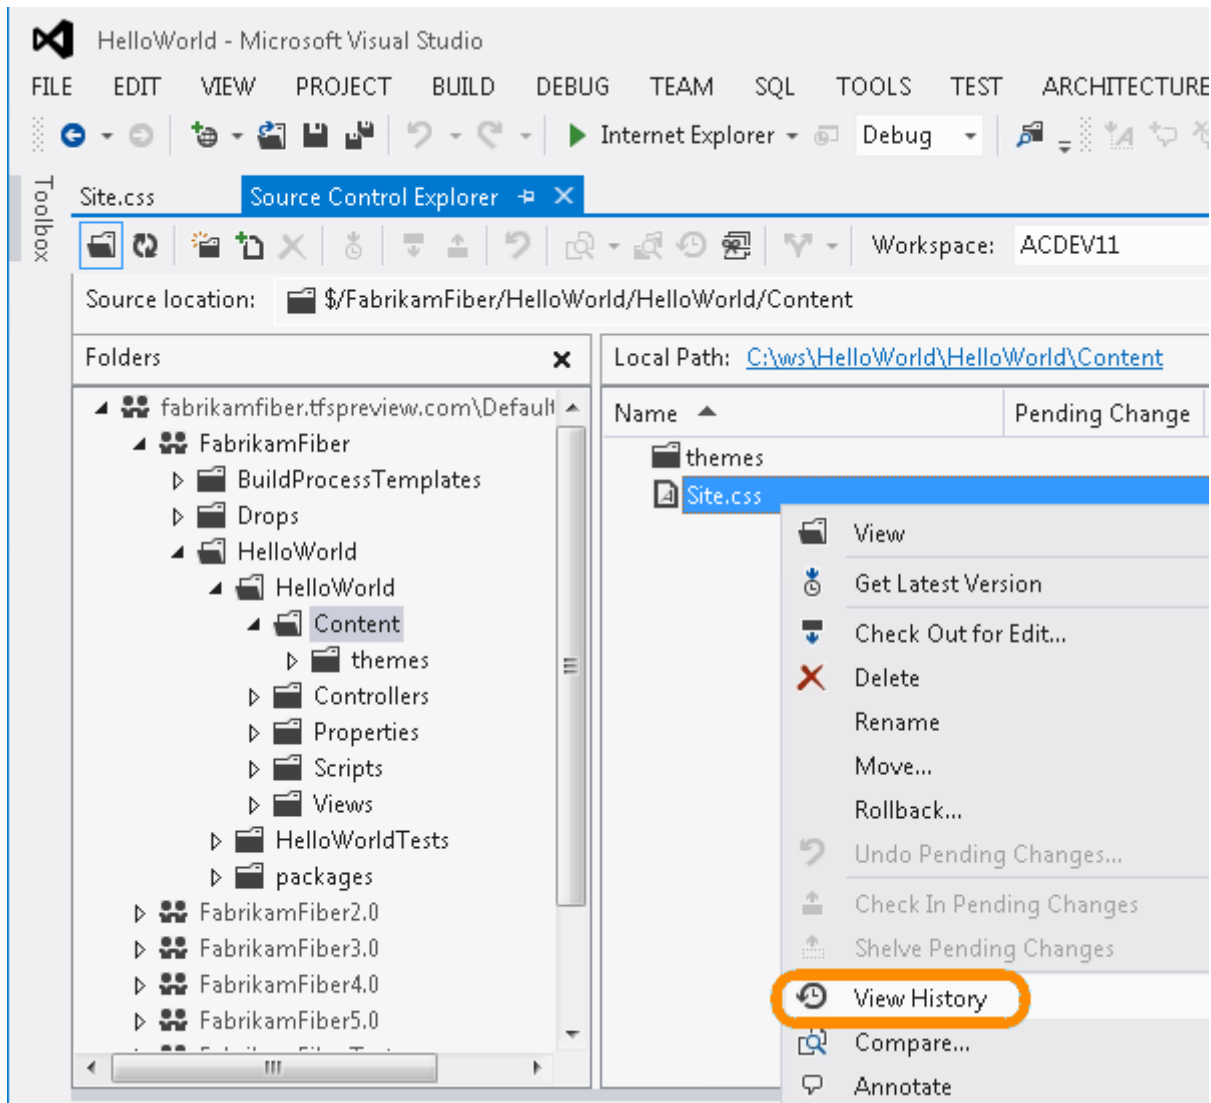 HelloWorld - Microsoft Visual Studio
FILE EDIT VIEW PROJECT BUILD DEBUG TEAM SQL TOOLS TEST ARCHITECTURE
Internet Explorer Debug
Toolbox
Site.css Source Control Explorer
Workspace: ACDEV11
Source location: $/FabrikamFiber/HelloWorld/HelloWorld/Content
Folders
Local Path: C:\ws\HelloWorld\HelloWorld\Content
fabrikamfiber.tfspreview.com\Default
FabrikamFiber
BuildProcessTemplates
Drops
HelloWorld
HelloWorld
Content
themes
Controllers
Properties
Scripts
Views
HelloWorldTests
packages
FabrikamFiber2.0
FabrikamFiber3.0
FabrikamFiber4.0
FabrikamFiber5.0
Name Pending Change
themes
Site.css
View
Get Latest Version
Check Out for Edit...
Delete
Rename
Move...
Rollback...
Undo Pending Changes...
Check In Pending Changes
Shelve Pending Changes
View History
Compare...
Annotate